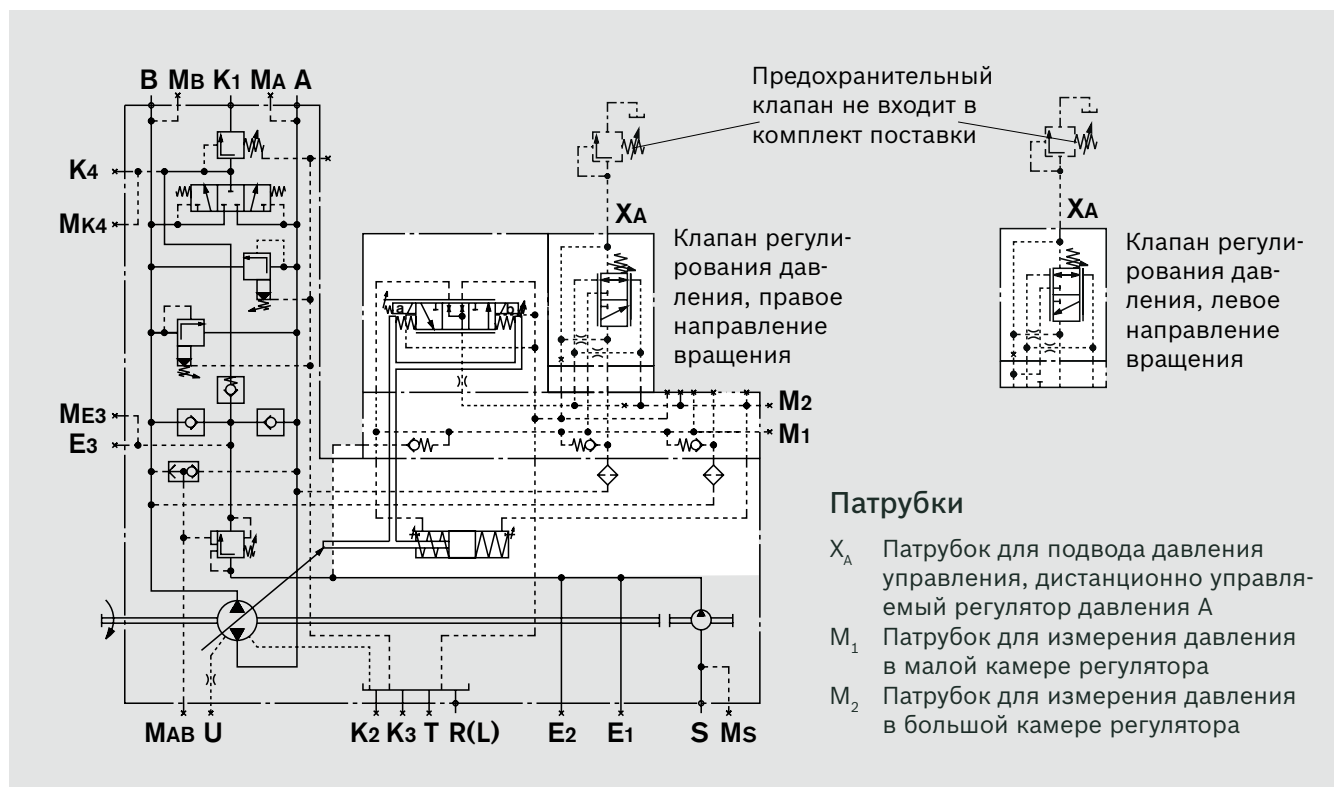 B MB K1 MA A
K4
MK4
ME3
E3
Предохранительный
клапан не входит в
комплект поставки
XA
Клапан регули-
рования дав-
ления, правое
направление
вращения
XA
Клапан регули-
рования дав-
ления, левое
направление
вращения
a b
M2
M1
MAB U K2 K3 T R(L) E2 E1 S MS
Патрубки
XA Патрубок для подвода давления
управления, дистанционно управля-
емый регулятор давления A
M1 Патрубок для измерения давления
в малой камере регулятора
M2 Патрубок для измерения давления
в большой камере регулятора